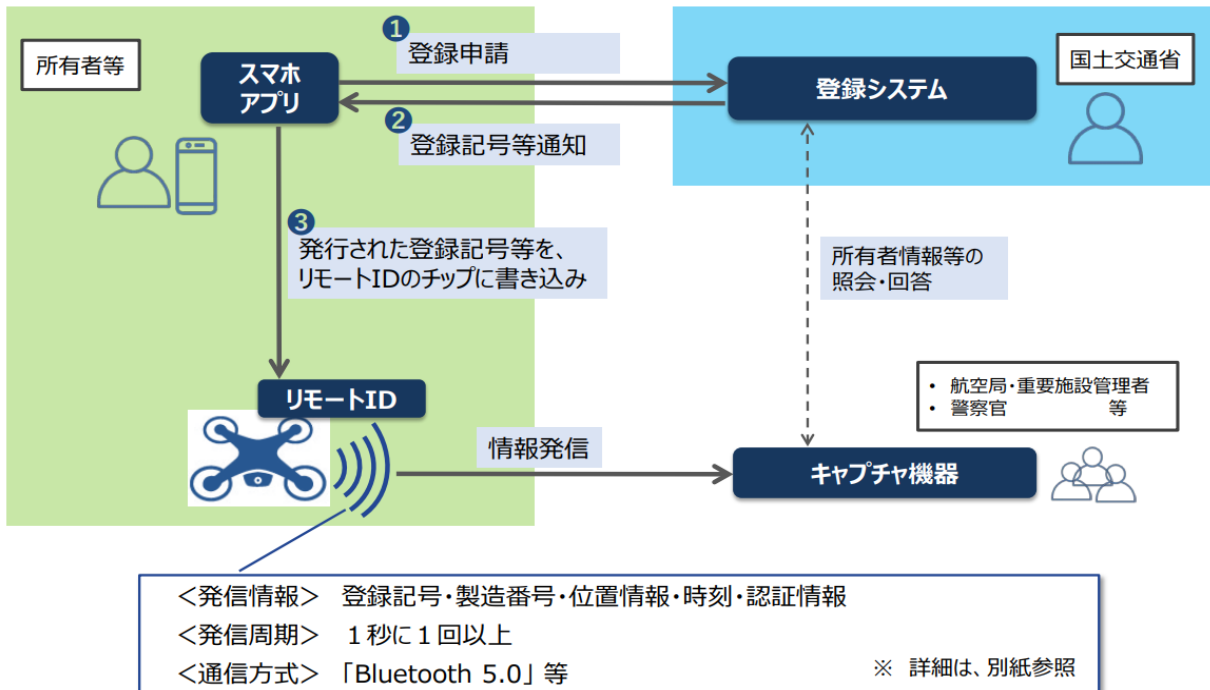 所有者等
スマホ
アプリ
❶
登録申請
❷
登録記号等通知
登録システム
国土交通省
❸
発行された登録記号等を、
リモートIDのチップに書き込み
所有者情報等の
照会・回答
リモートID
情報発信
• 航空局・重要施設管理者
• 警察官 等
キャプチャ機器
<発信情報> 登録記号・製造番号・位置情報・時刻・認証情報
<発信周期> 1秒に1回以上
<通信方式> 「Bluetooth 5.0」等 ※ 詳細は、別紙参照